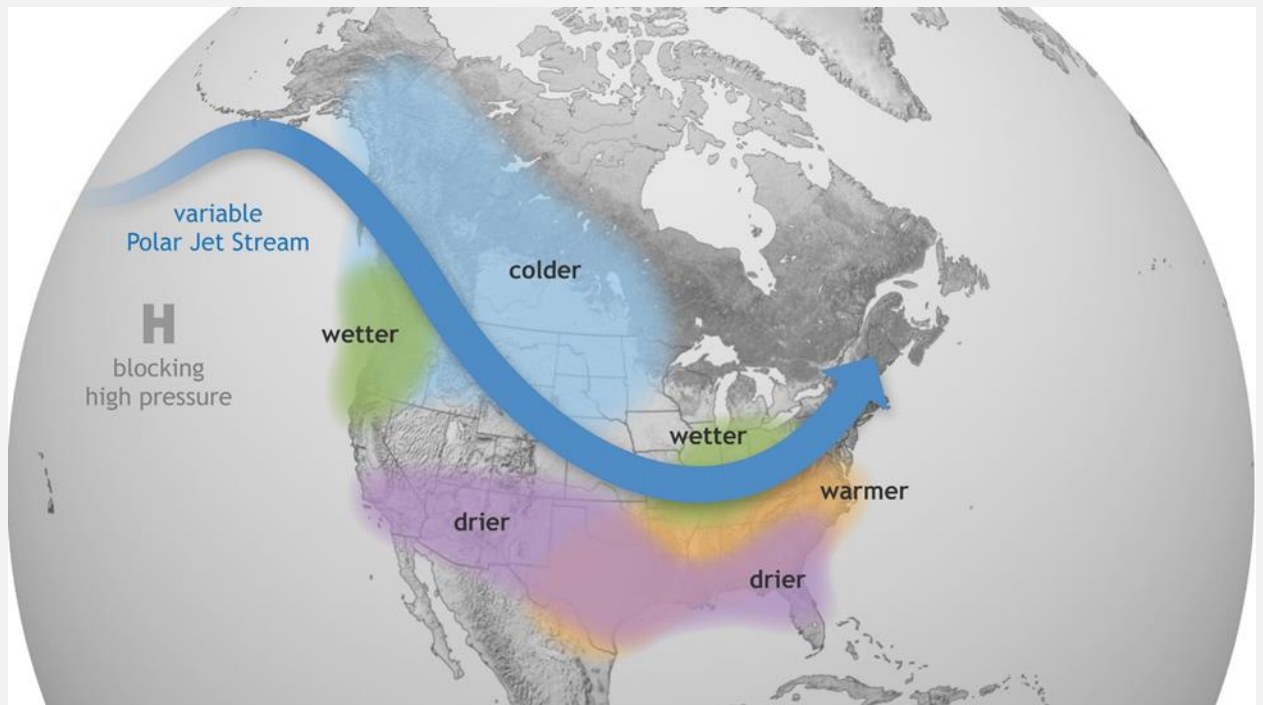 variable
Polar Jet Stream
colder
H
blocking
high pressure
wetter
wetter
warmer
drier
drier